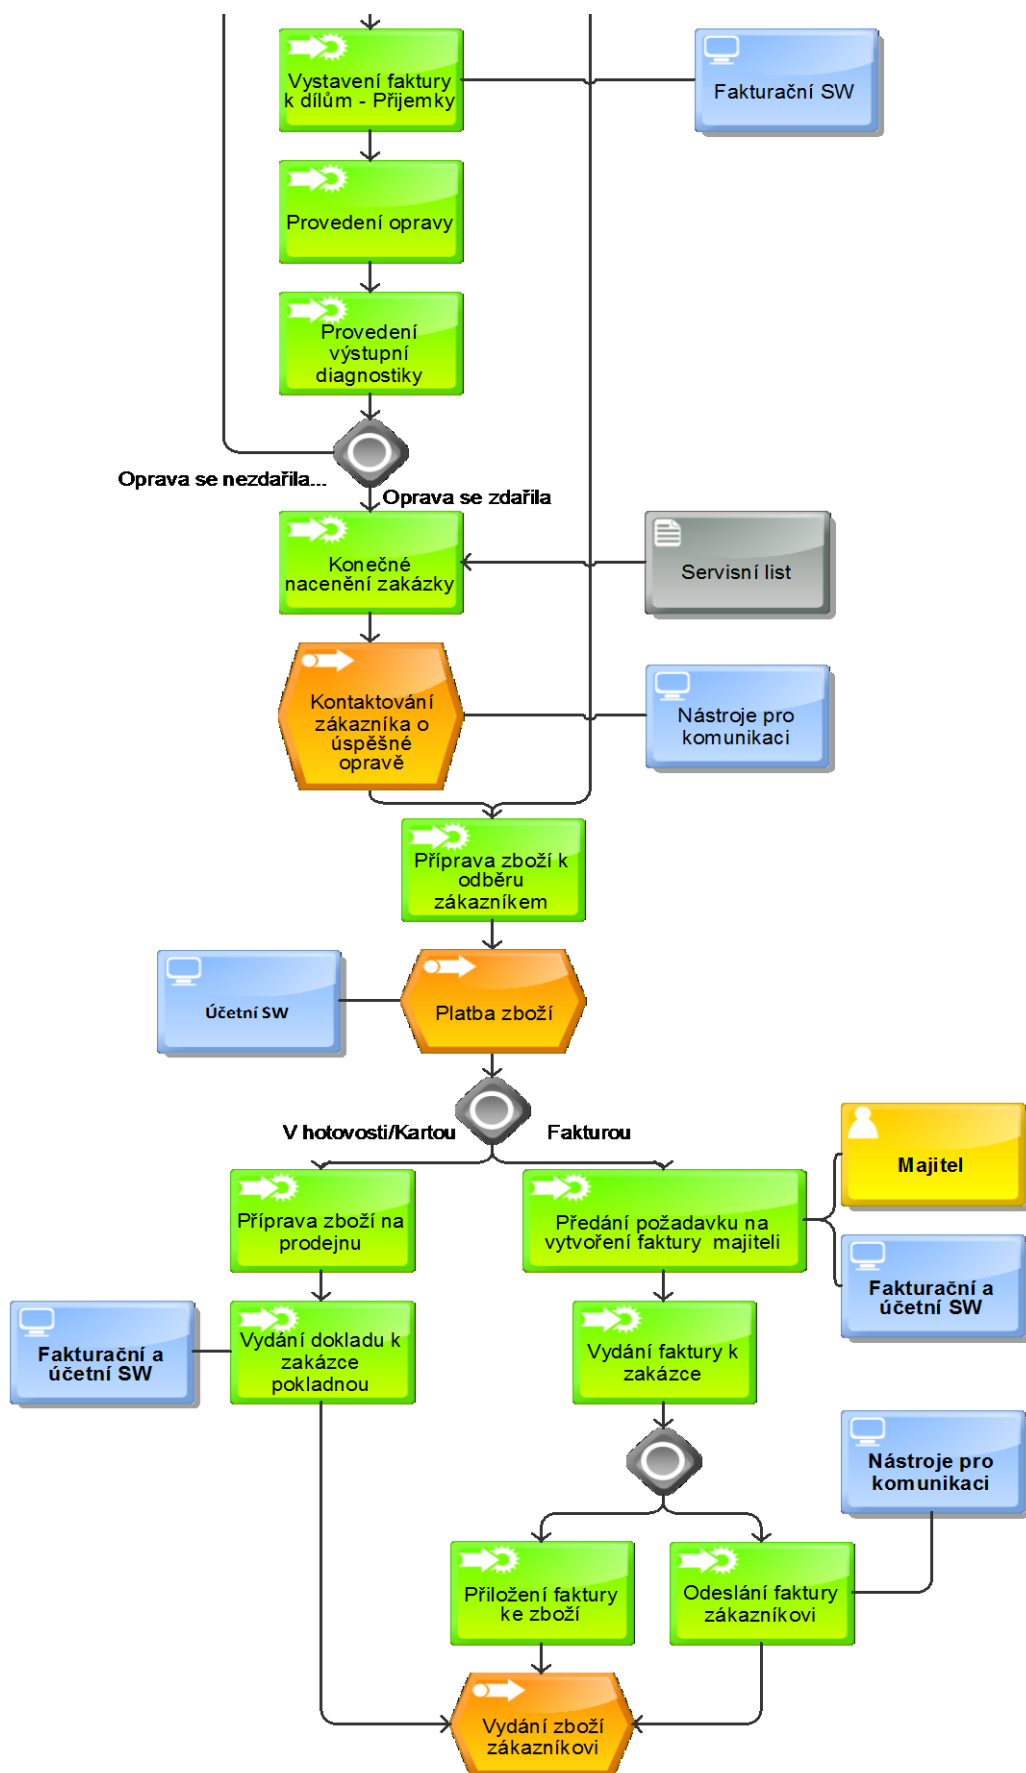 Vystavení faktury
k dílům - Přijemky
Fakturační SW
Provedení opravy
Provedení
výstupní
diagnostiky
Oprava se nezdařila...
Oprava se zdařila
Konečné
nacenění zakázky
Servisní list
Kontaktování
zákazníka o
úspěšné
opravě
Nástroje pro
komunikaci
Příprava zboží k
odběru
zákazníkem
Účetní SW
Platba zboží
V hotovosti/Kartou
Fakturou
Majitel
Příprava zboží na
prodejnu
Předání požadavku na
vytvoření faktury majiteli
Fakturační a
účetní SW
Fakturační a
účetní SW
Vydání dokladu k
zakázce
pokladnou
Vydání faktury k
zakázce
Nástroje pro
komunikaci
Přiložení faktury
ke zboží
Odeslání faktury
zákazníkovi
Vydání zboží
zákazníkovi